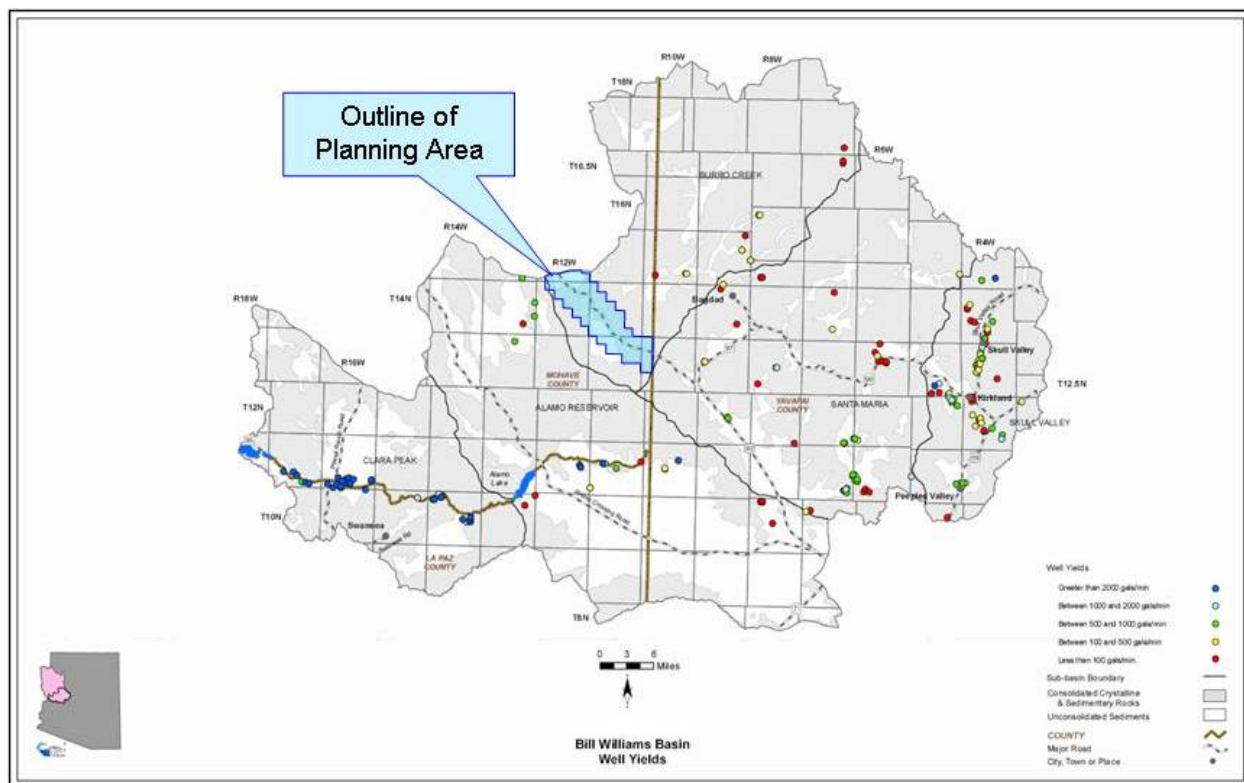 Outline of
Planning Area
R10W
R8W
T18N
R6W
T16.5N
BURRO CREEK
T16N
R14W
R4W
R12W
R18W
T14N
Bagdad
Skull Valley
R16W
97
96
MOHAVE
COUNTY
T12.5N
T12N
ALAMO RESERVOIR
YAVAPAI
COUNTY
SANTA MARIA
Kirkland
SKULL VALLEY
CLARA PEAK
93
Alamo
Lake
Peeples Valley
T10N
Swansea
LA PAZ
COUNTY
T8N
Well Yields
Greater than 2000 gals/min
Between 1000 and 2000 gals/min
Between 500 and 1000 gals/min
Between 100 and 500 gals/min
Less than 100 gals/min
Sub-basin Boundary
Consolidated Crystalline
& Sedimentary Rocks
Unconsolidated Sediments
COUNTY
Major Road
City, Town or Place
0 3 6
Miles
Bill Williams Basin
Well Yields